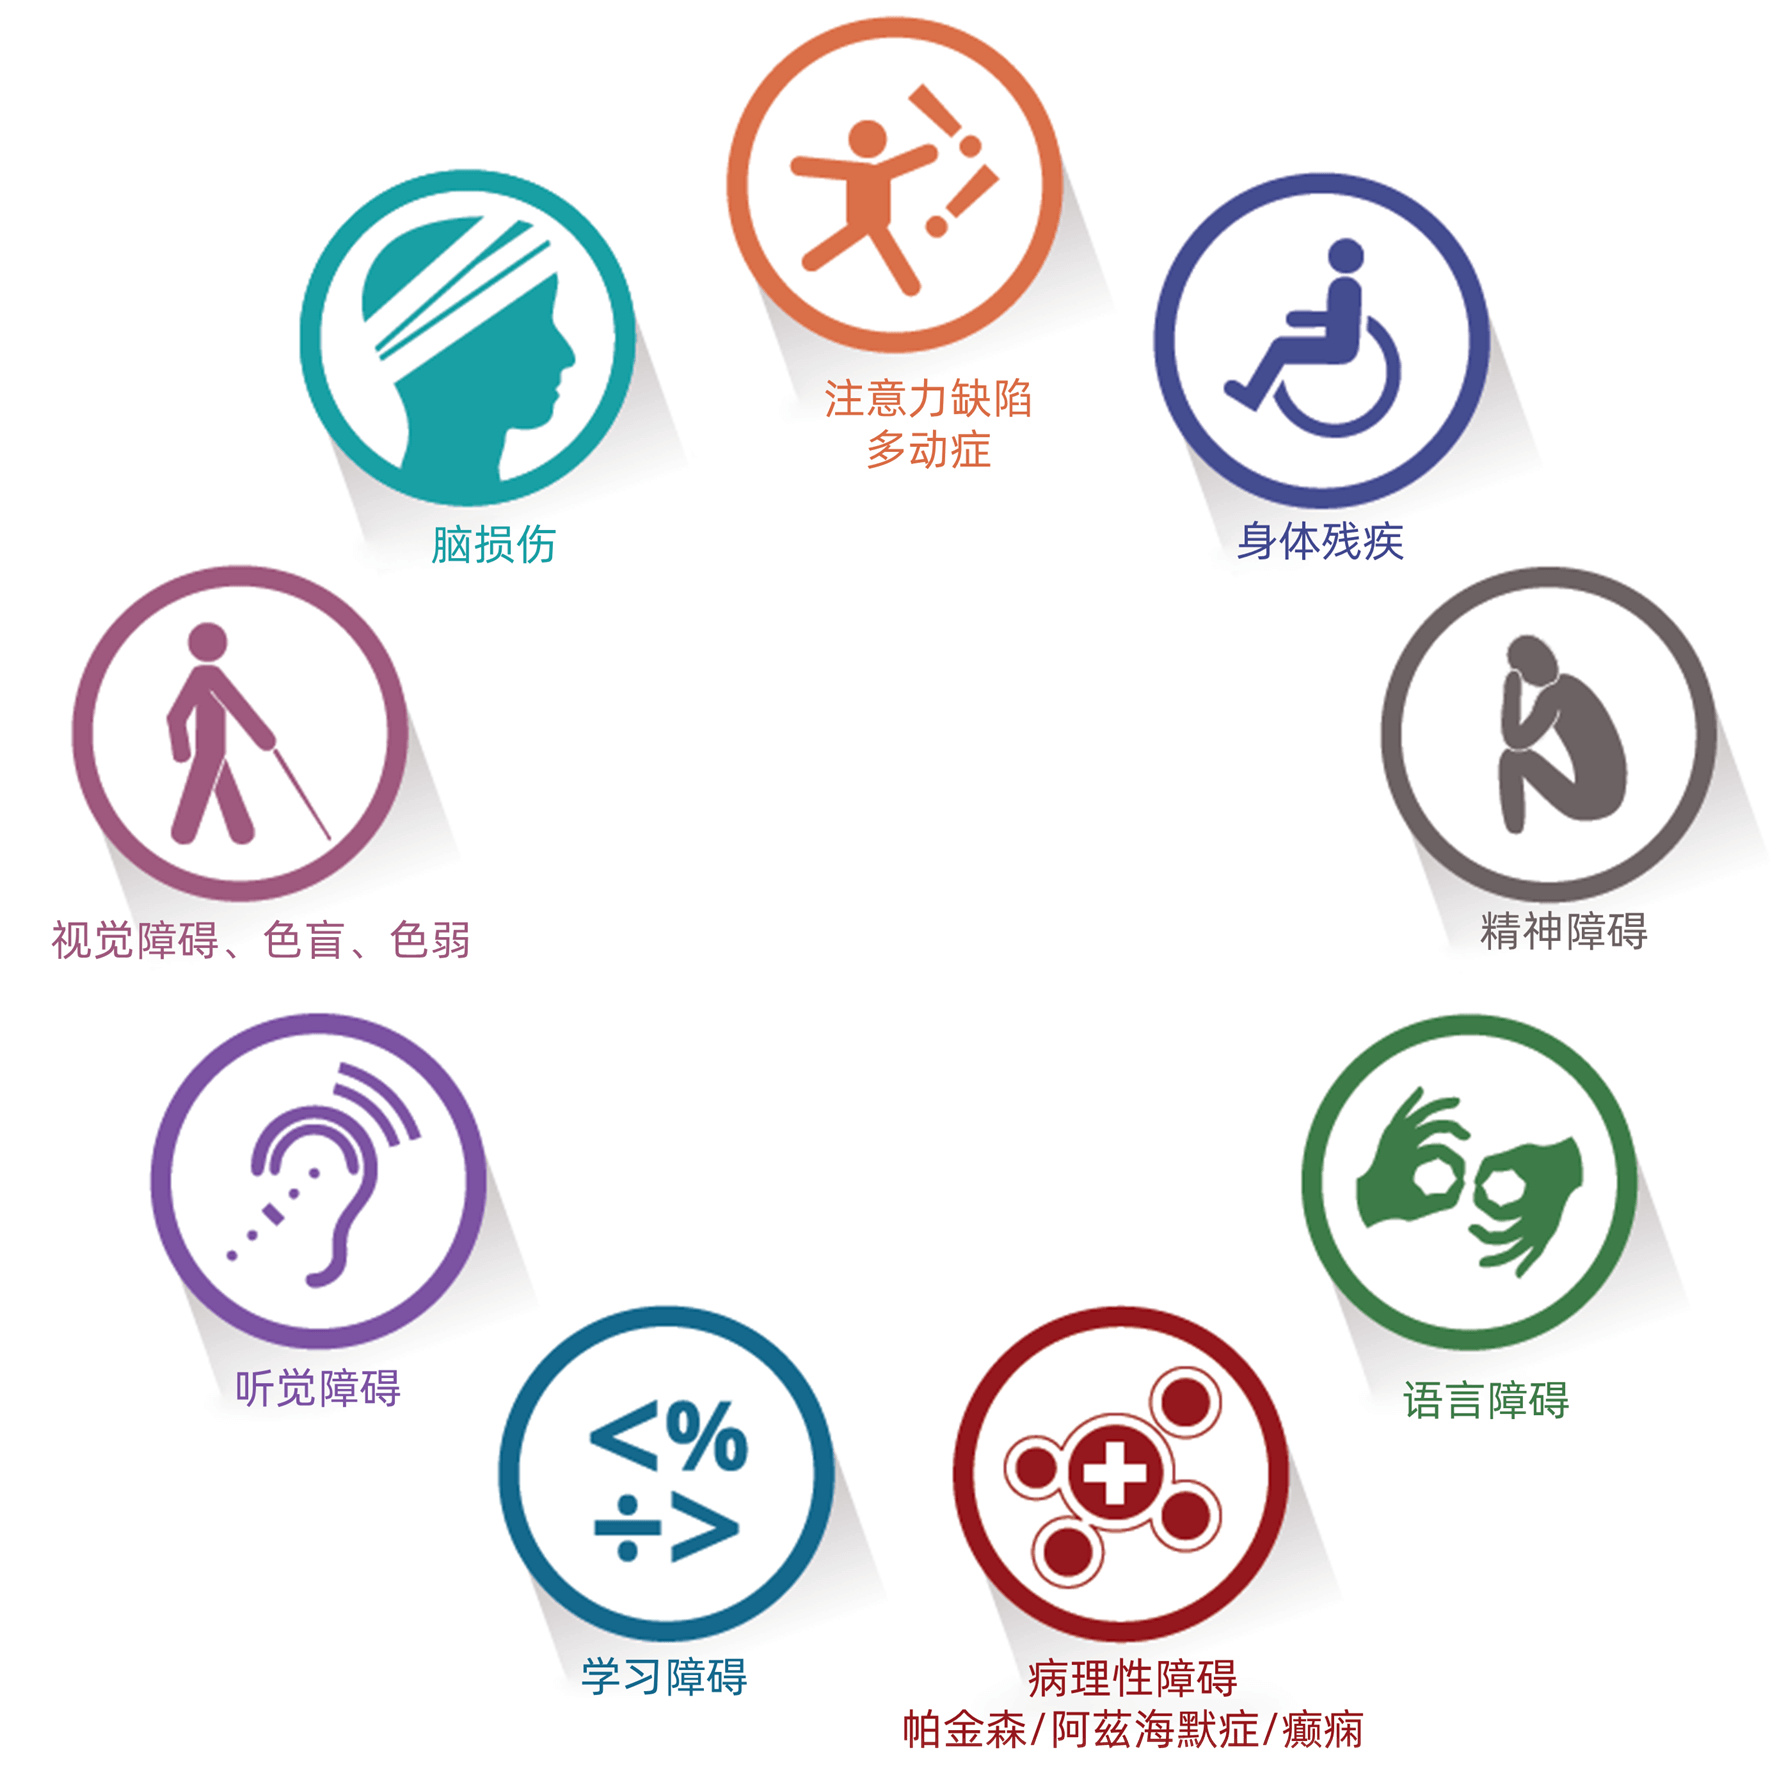 注意力缺陷
多动症
脑损伤
身体残疾
视觉障碍、色盲、色弱
精神障碍
听觉障碍
语言障碍
<%
÷>
学习障碍
病理性障碍
帕金森/阿兹海默症/癫痫